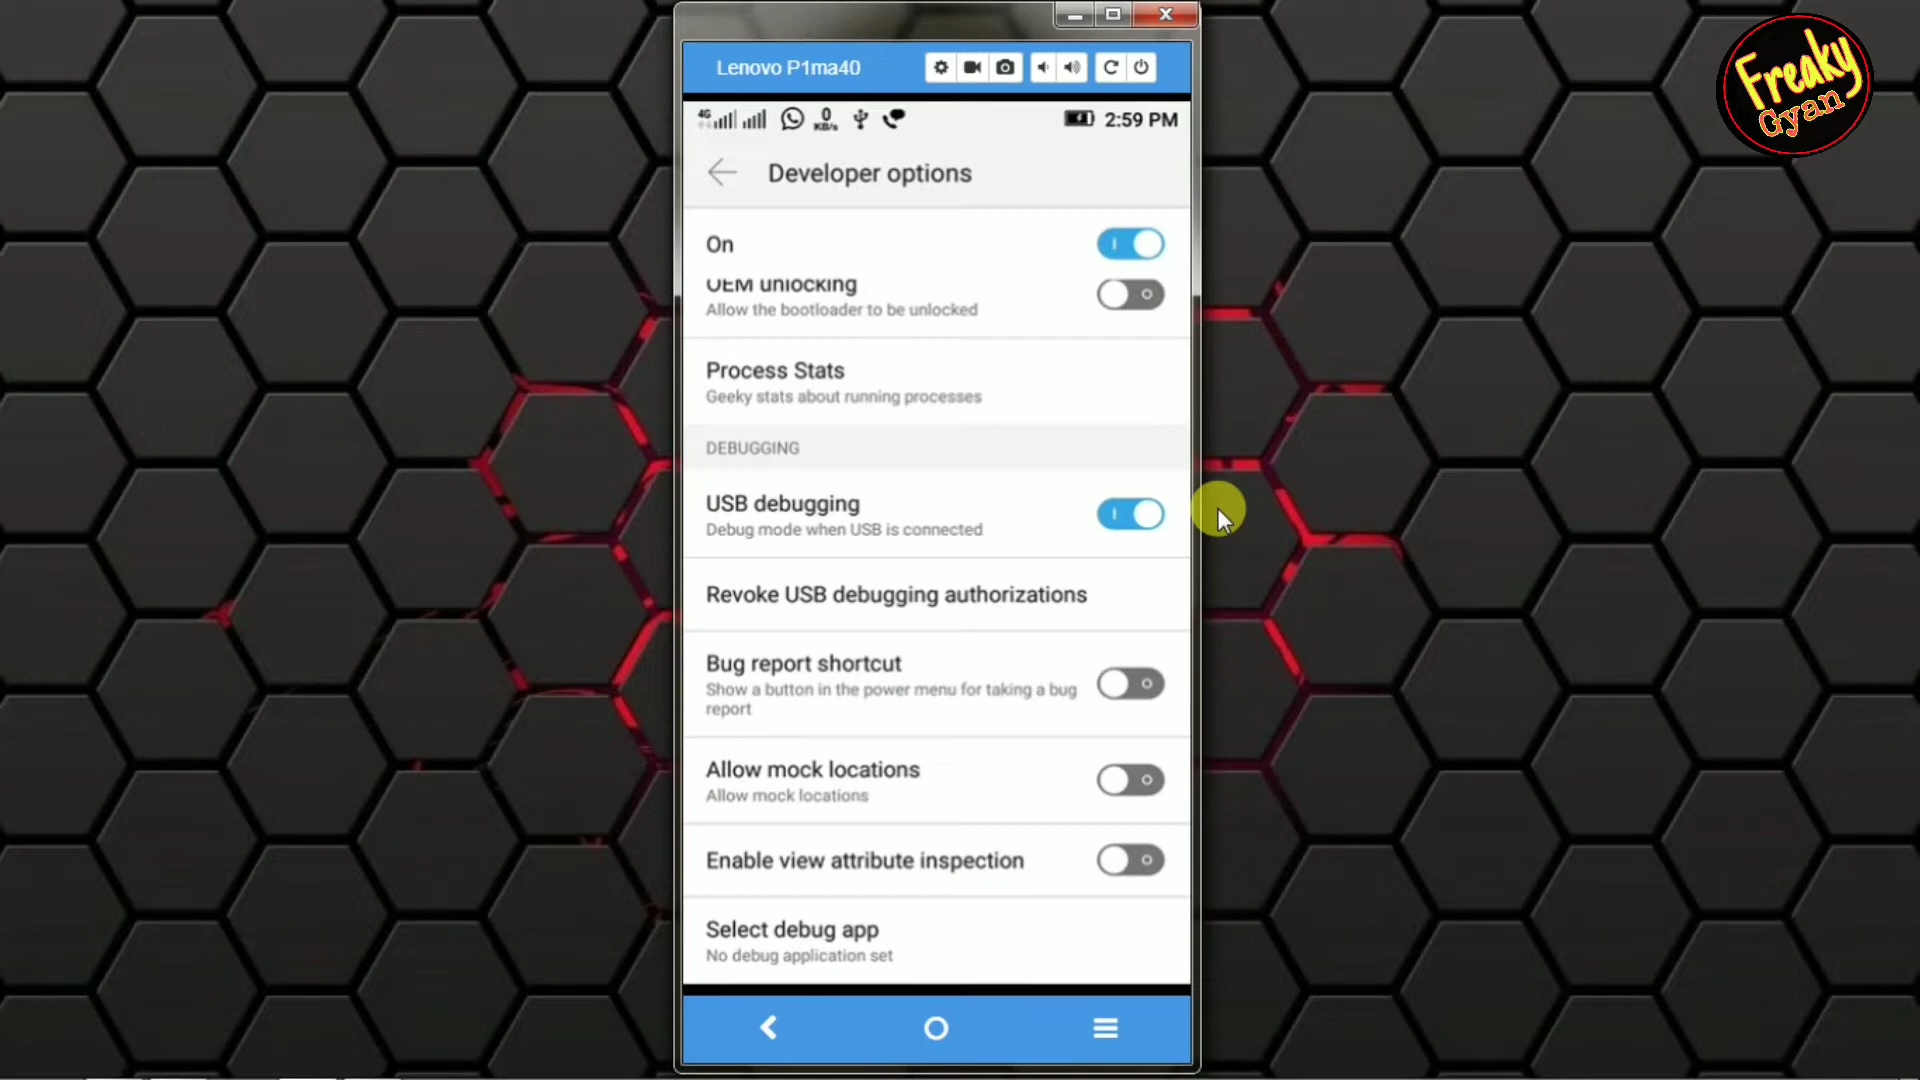 Lenovo P1ma40
Freaky
Gyan
4G
0
KB/s
2:59 PM
Developer options
On
OEM unlocking
Allow the bootloader to be unlocked
Process Stats
Geeky stats about running processes
DEBUGGING
USB debugging
Debug mode when USB is connected
Revoke USB debugging authorizations
Bug report shortcut
Show a button in the power menu for taking a bug
report
Allow mock locations
Allow mock locations
Enable view attribute inspection
Select debug app
No debug application set